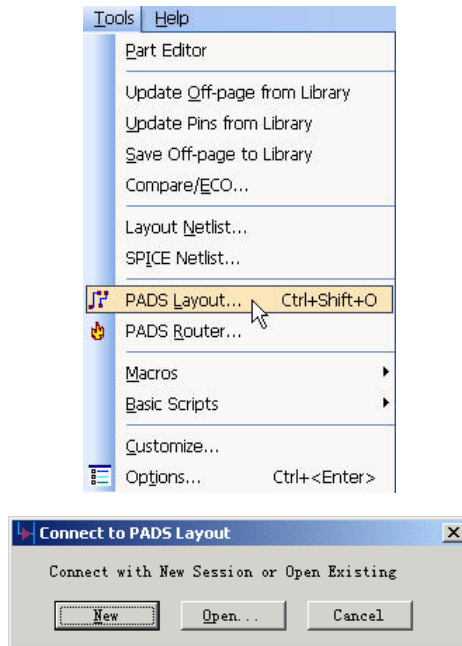 Tools Help
Part Editor
Update Off-page from Library
Update Pins from Library
Save Off-page to Library
Compare/ECO...
Layout Netlist...
SPICE Netlist...
PADS Layout... Ctrl+Shift+O
PADS Router...
Macros
Basic Scripts
Customize...
Options... Ctrl+<Enter>
Connect to PADS Layout
Connect with New Session or Open Existing
New Open... Cancel